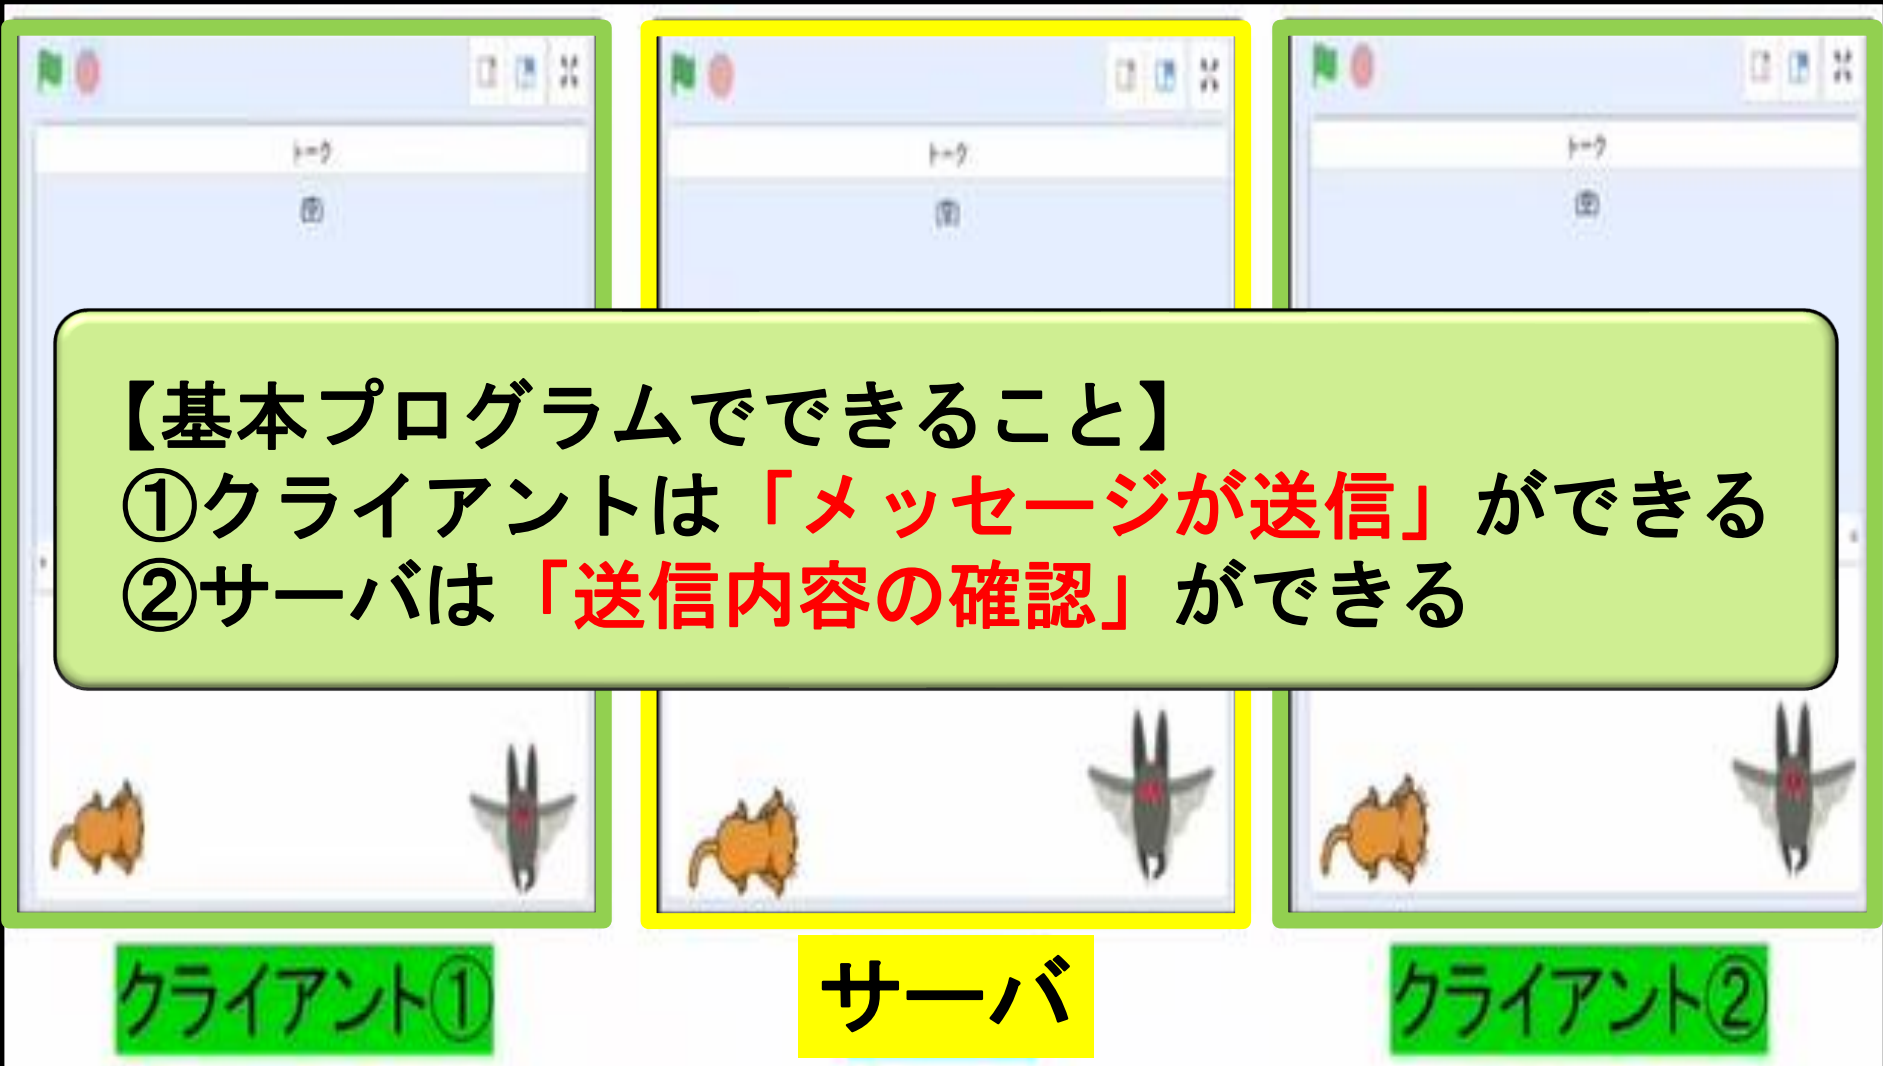 トーク
トーク
トーク
【基本プログラムでできること】
①クライアントは「メッセージが送信」ができる
②サーバは「送信内容の確認」ができる
クライアント①
サーバ
クライアント②